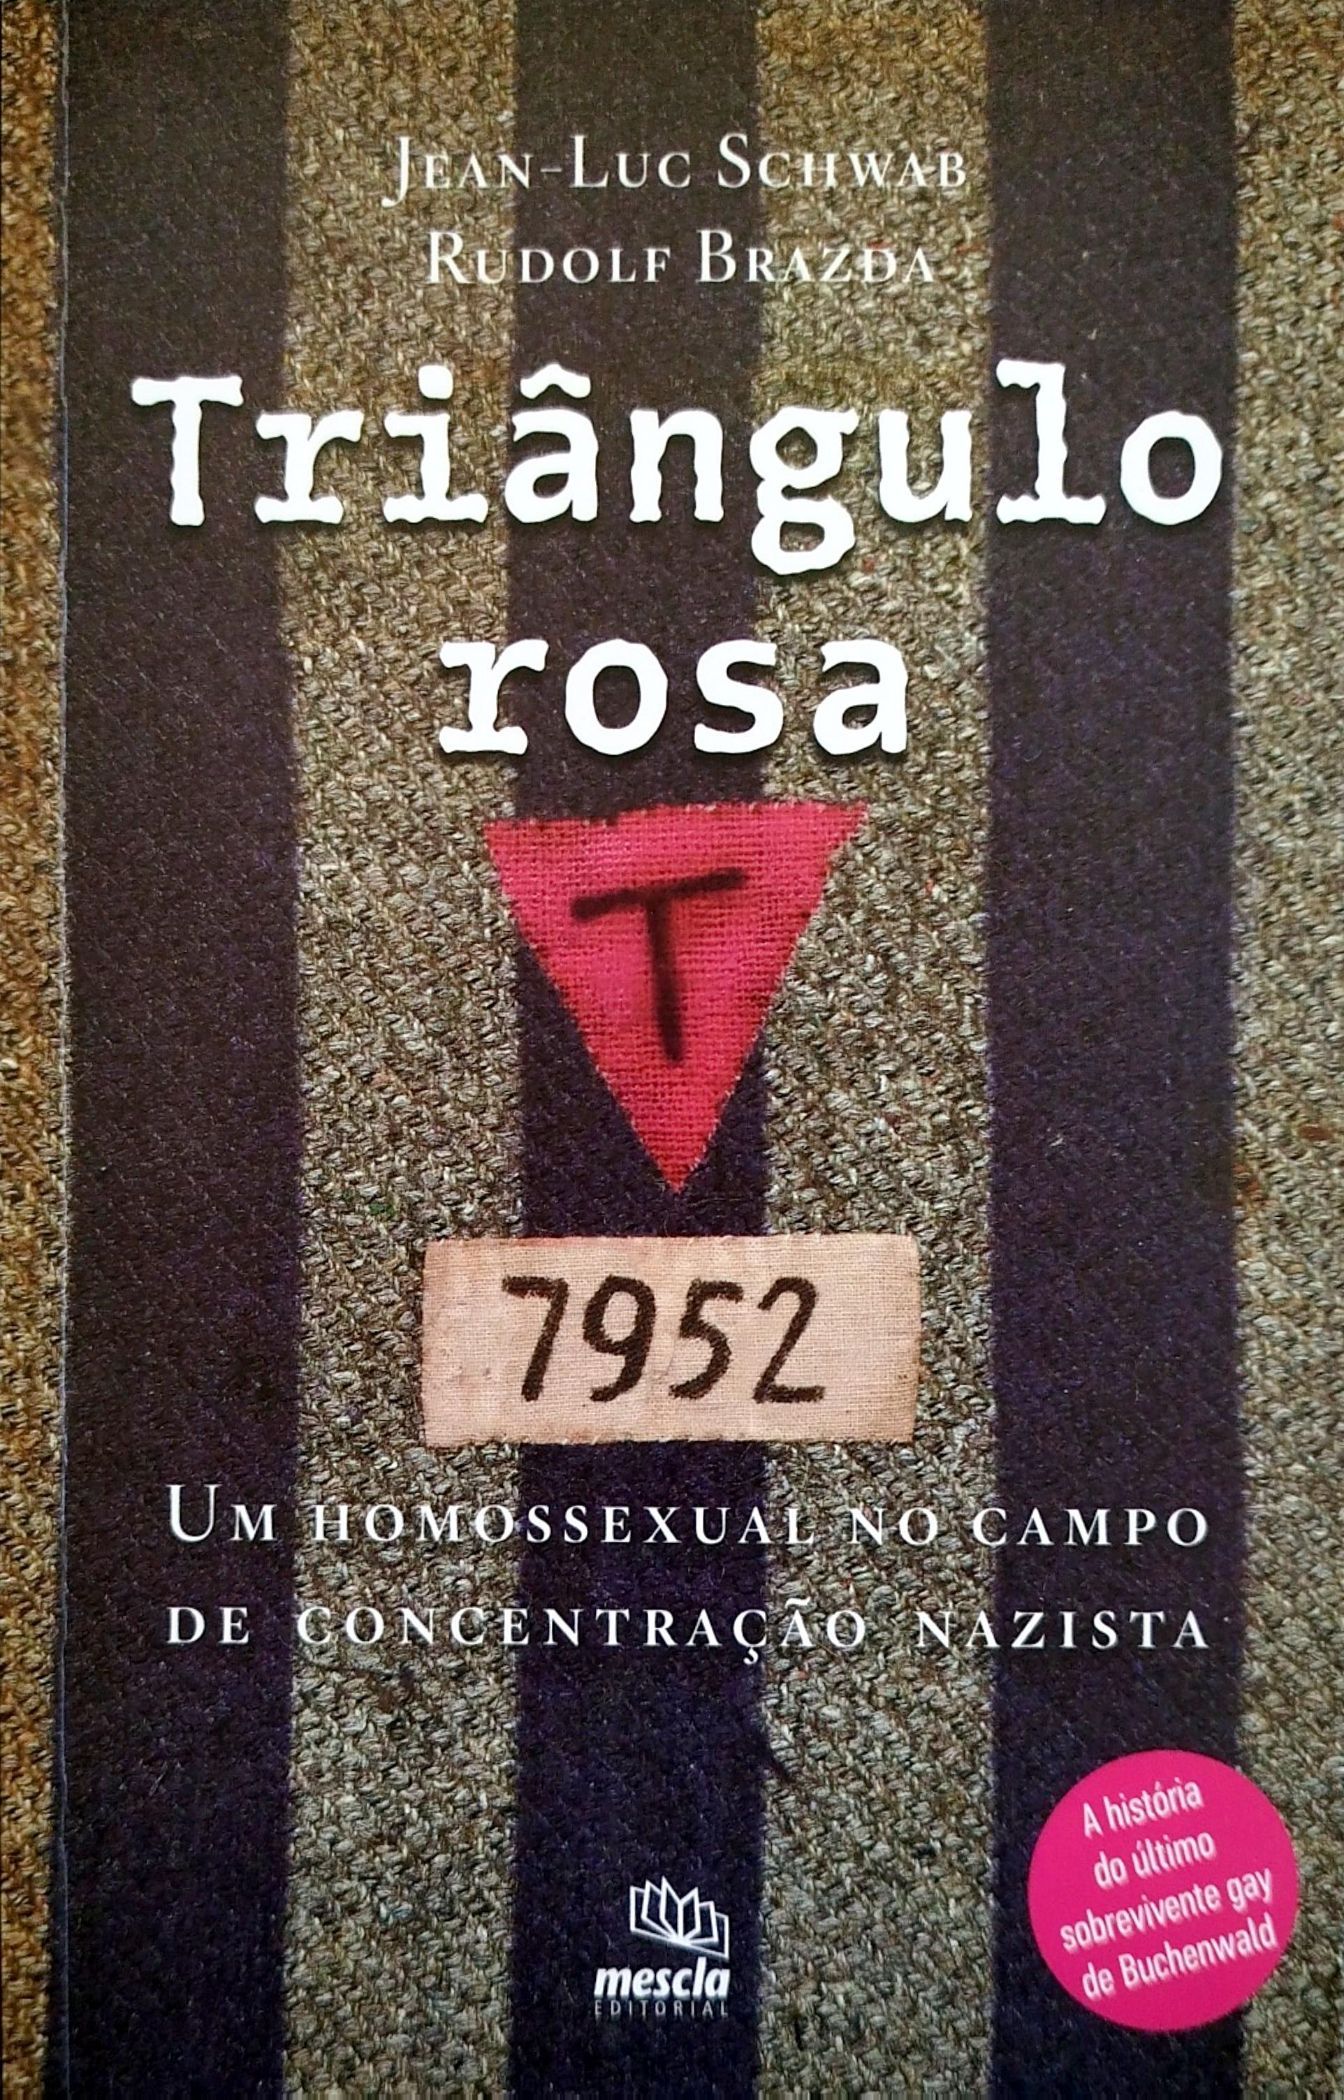 Jean-Luc Schwab
Rudolf Brazda
Triângulo
rosa
T
7952
Um homossexual no campo
de concentração nazista
A história
do último
sobrevivente gay
de Buchenwald
mescla
EDITORIAL